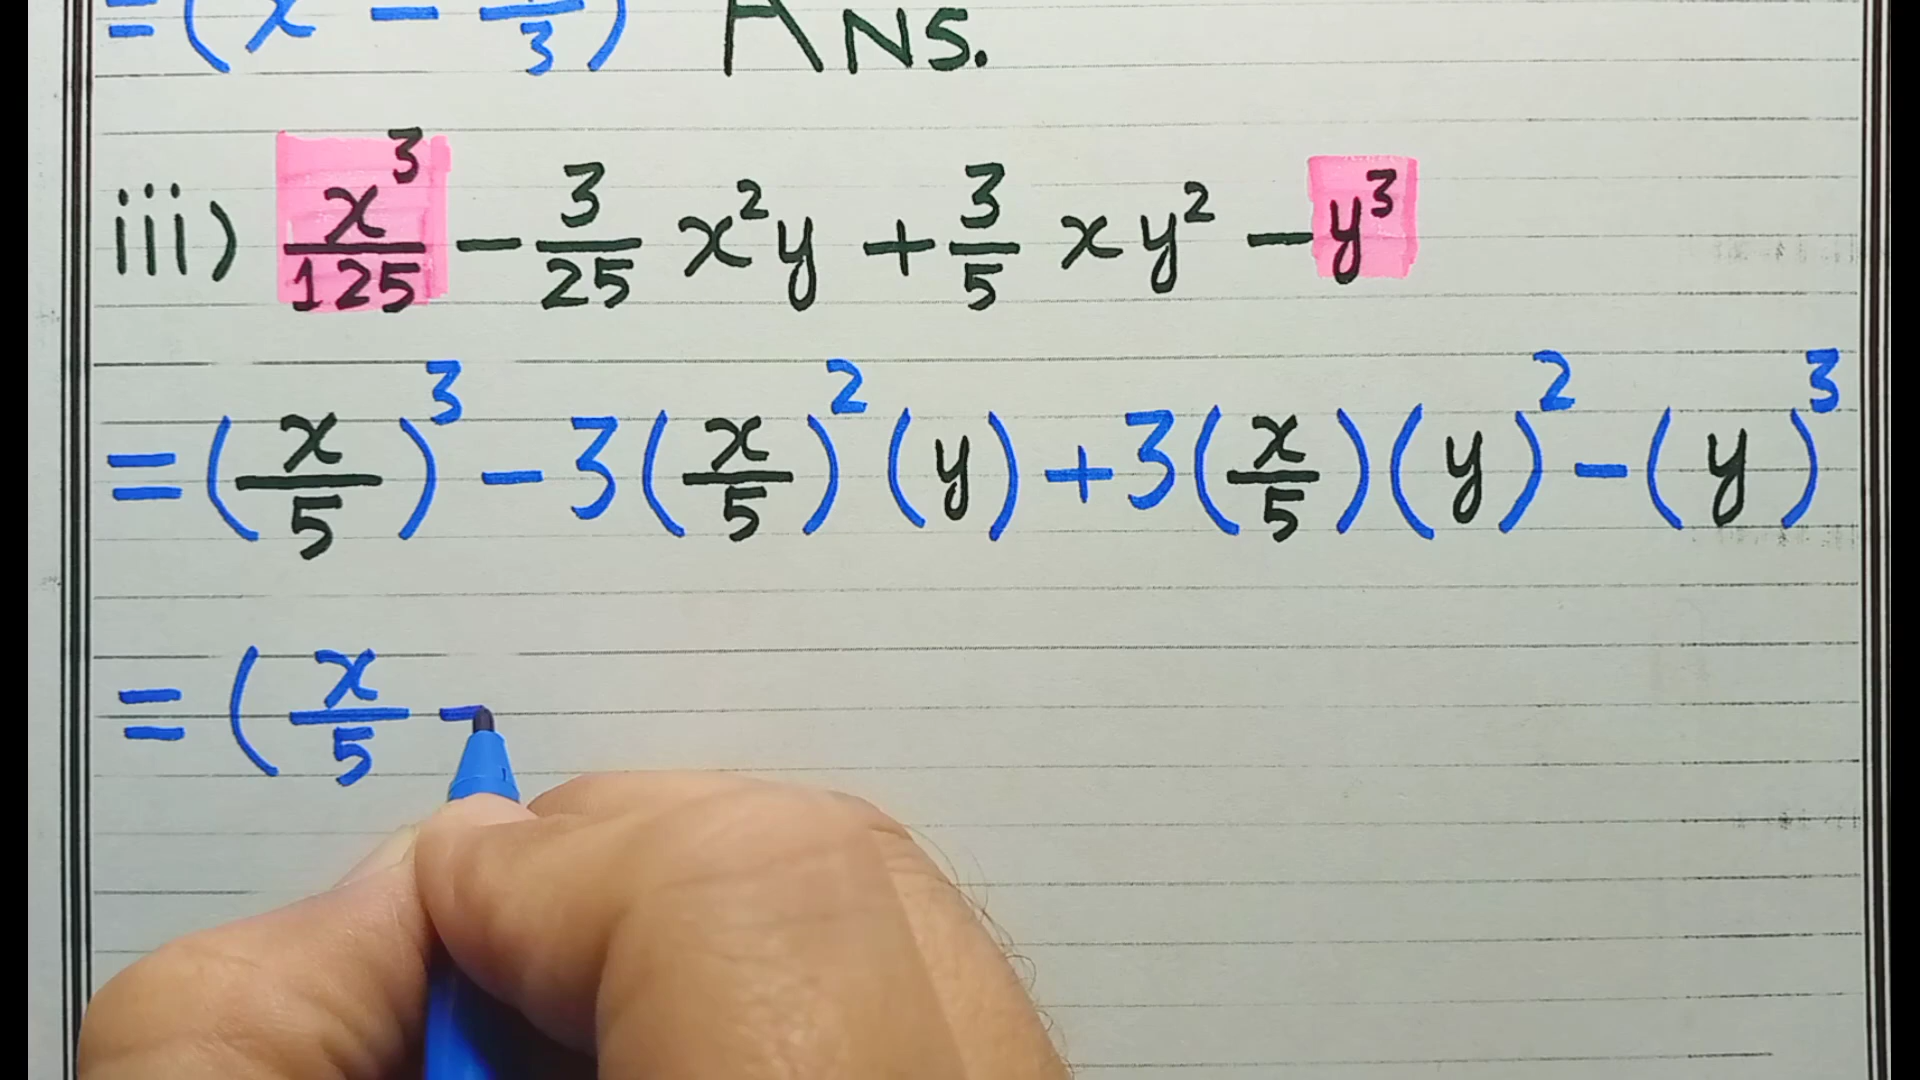 = (x - /3) ANS.
iii) x³/125 - 3/25 x²y + 3/5 xy² - y³
= (x/5)³ - 3(x/5)²(y) + 3(x/5)(y)² - (y)³
= (x/5 -